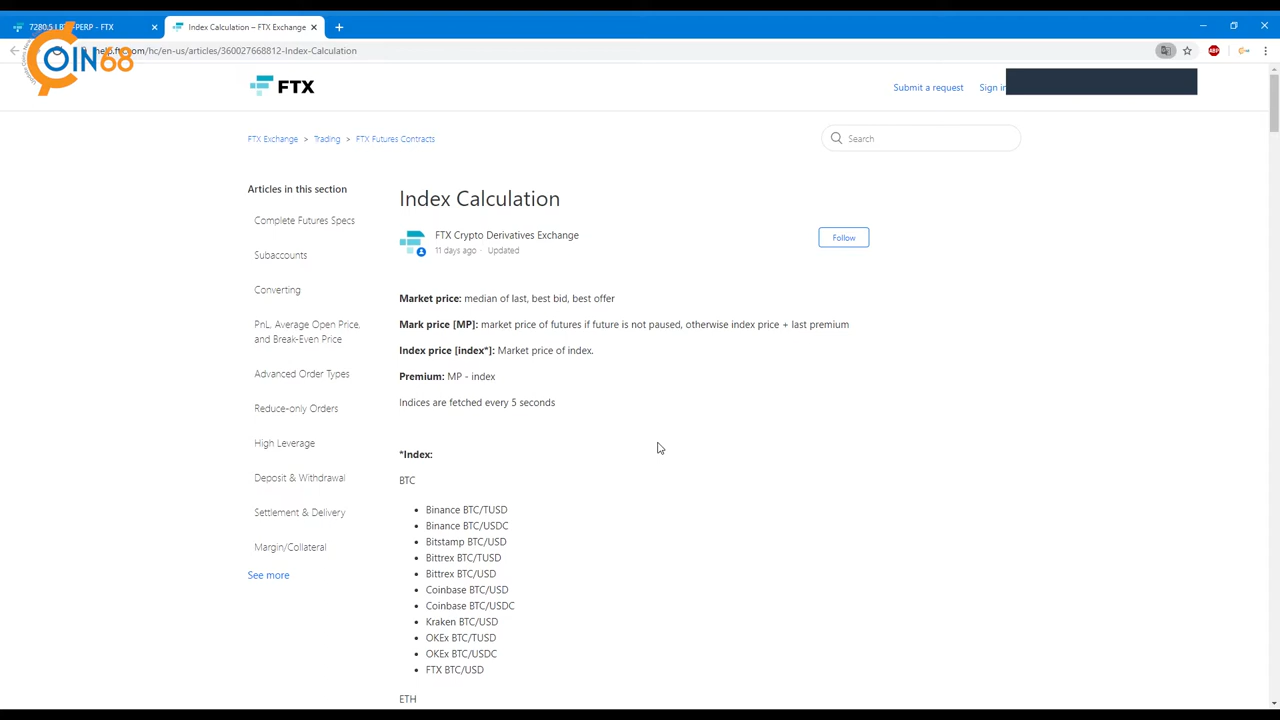 7280.5 | B -PERP - FTX
Index Calculation – FTX Exchange
COIN68
help.ft .com/hc/en-us/articles/360027668812-Index-Calculation
ABP
FTX
Submit a request
Sign in
FTX Exchange > Trading > FTX Futures Contracts
Search
Articles in this section
Complete Futures Specs
Subaccounts
Converting
PnL, Average Open Price,
and Break-Even Price
Advanced Order Types
Reduce-only Orders
High Leverage
Deposit & Withdrawal
Settlement & Delivery
Margin/Collateral
See more
Index Calculation
FTX Crypto Derivatives Exchange
11 days ago · Updated
Follow
Market price: median of last, best bid, best offer
Mark price [MP]: market price of futures if future is not paused, otherwise index price + last premium
Index price [index*]: Market price of index.
Premium: MP - index
Indices are fetched every 5 seconds
*Index:
BTC
• Binance BTC/TUSD
• Binance BTC/USDC
• Bitstamp BTC/USD
• Bittrex BTC/TUSD
• Bittrex BTC/USD
• Coinbase BTC/USD
• Coinbase BTC/USDC
• Kraken BTC/USD
• OKEx BTC/TUSD
• OKEx BTC/USDC
• FTX BTC/USD
ETH